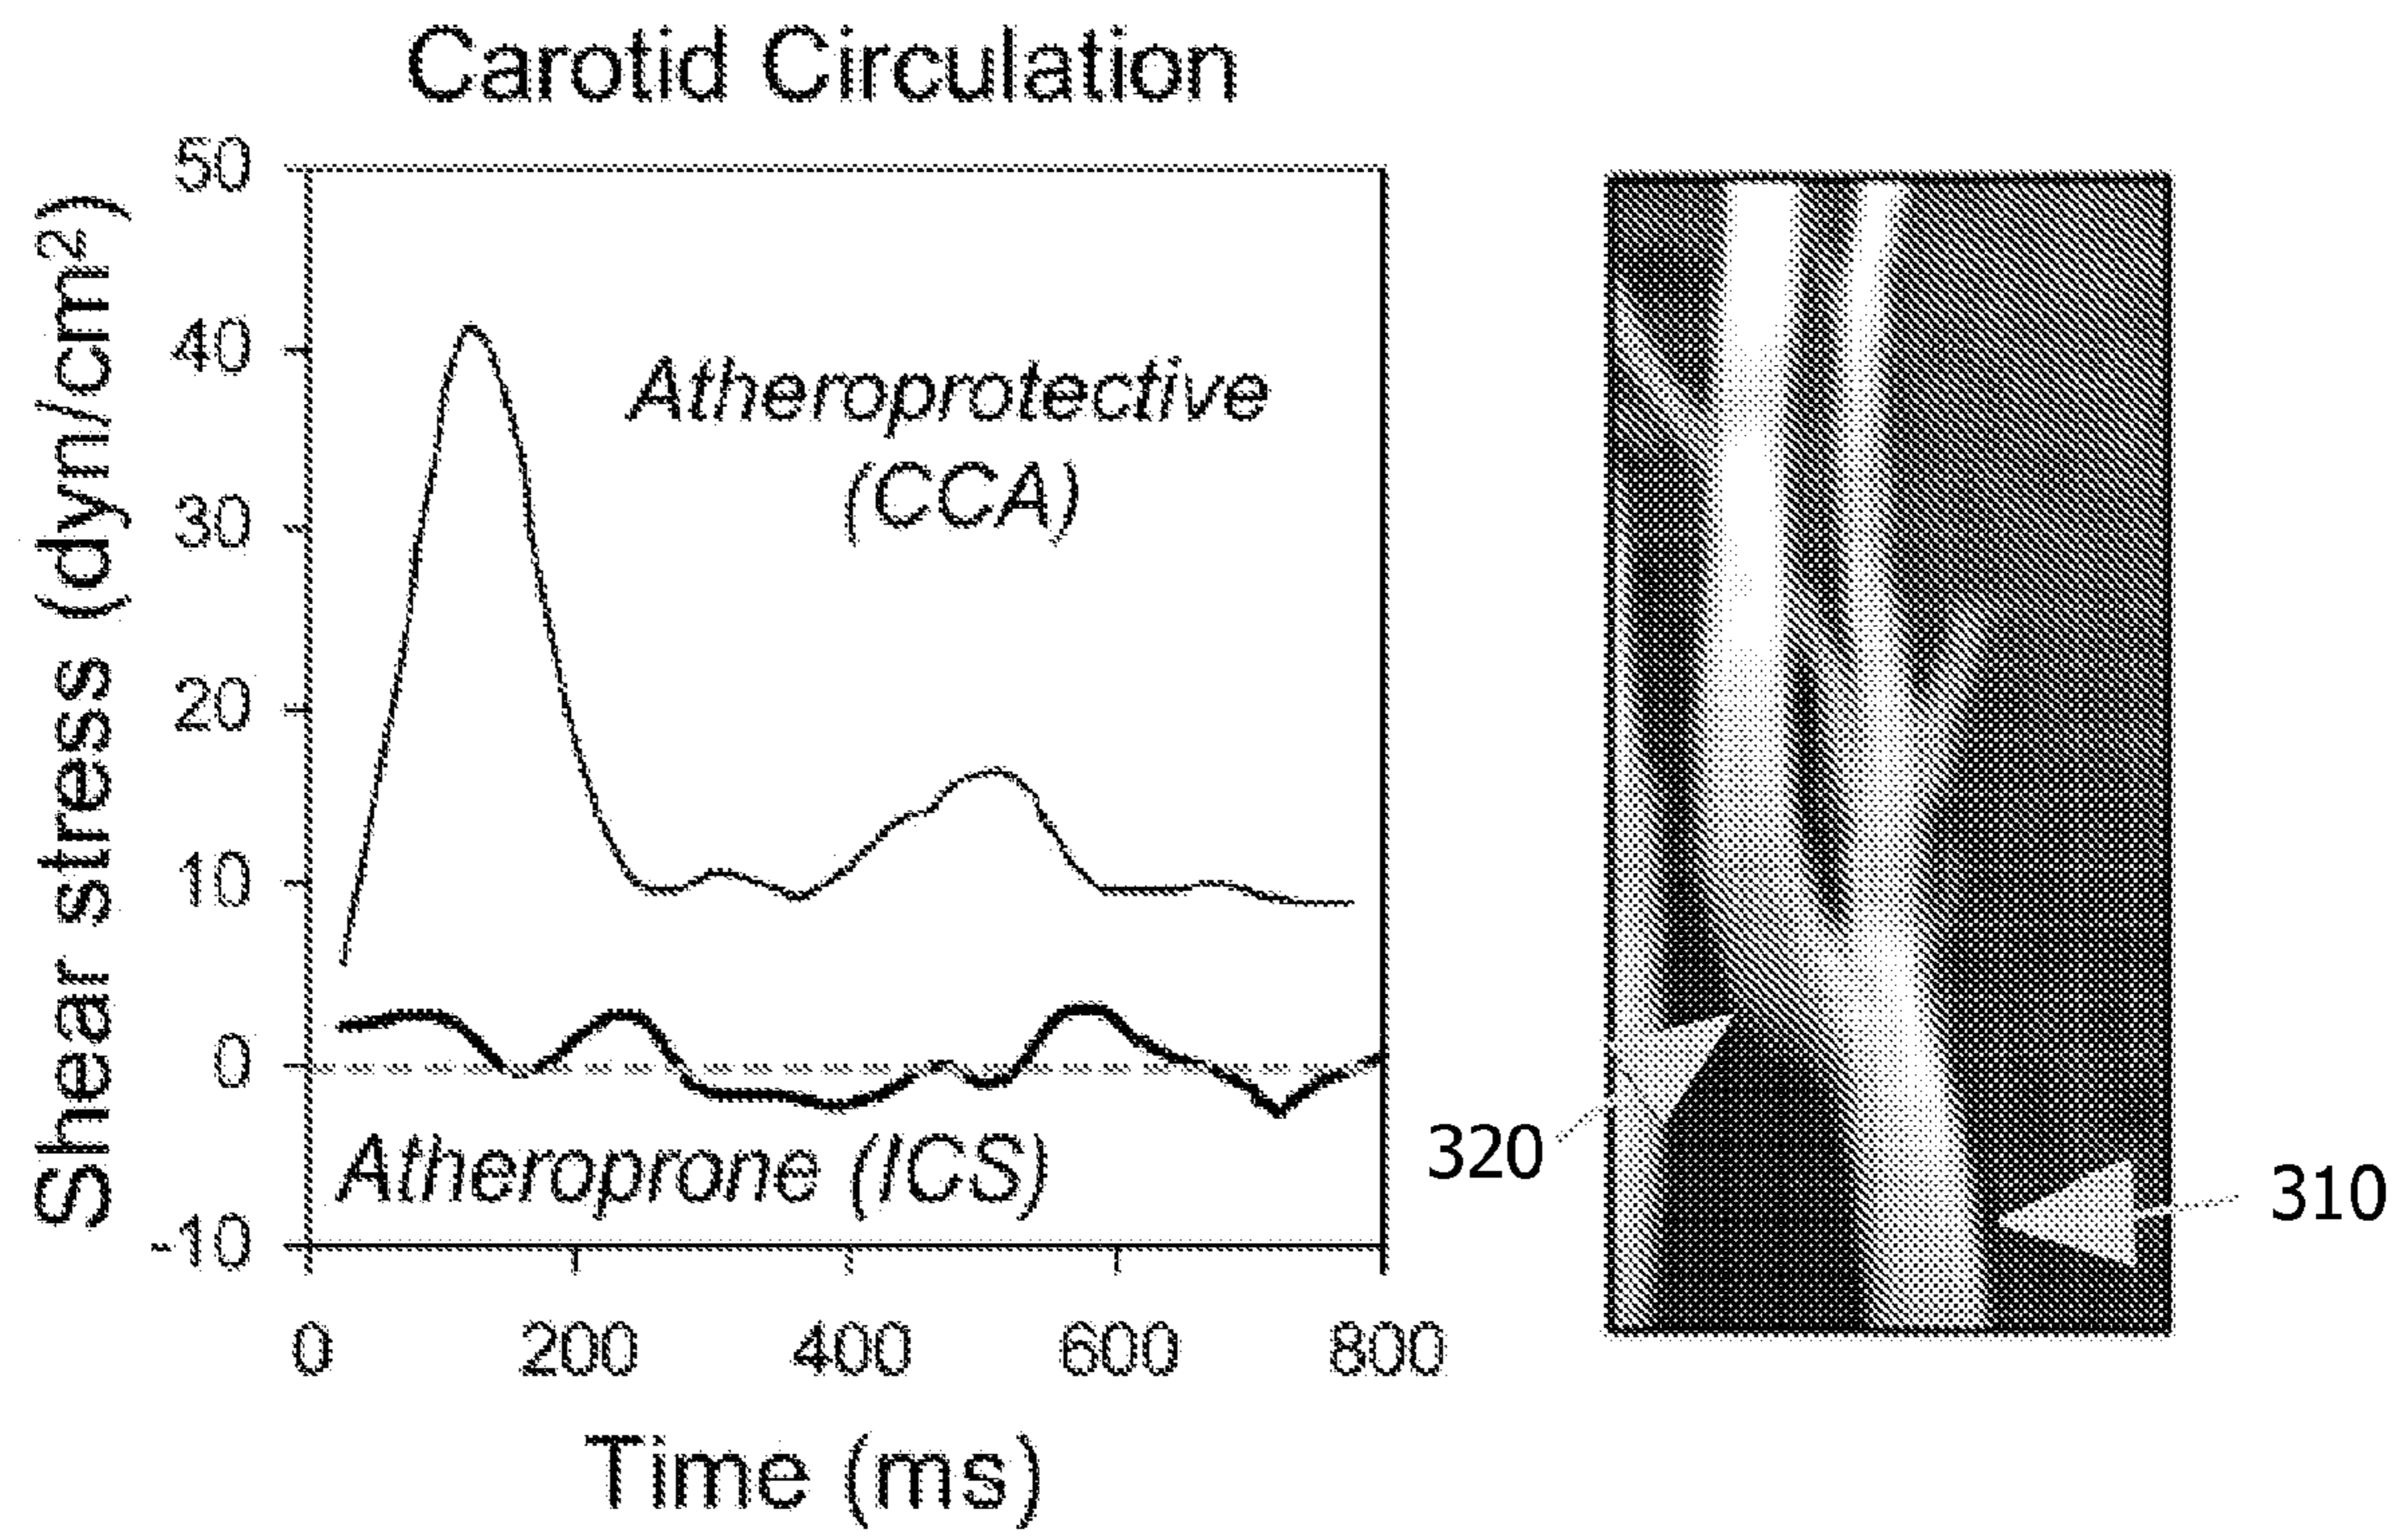 Carotid Circulation
Shear stress (dyn/cm²)
50
40
30
20
10
0
-10
Atheroprotective
(CCA)
Atheroprone (ICS)
0 200 400 600 800
Time (ms)
320
310